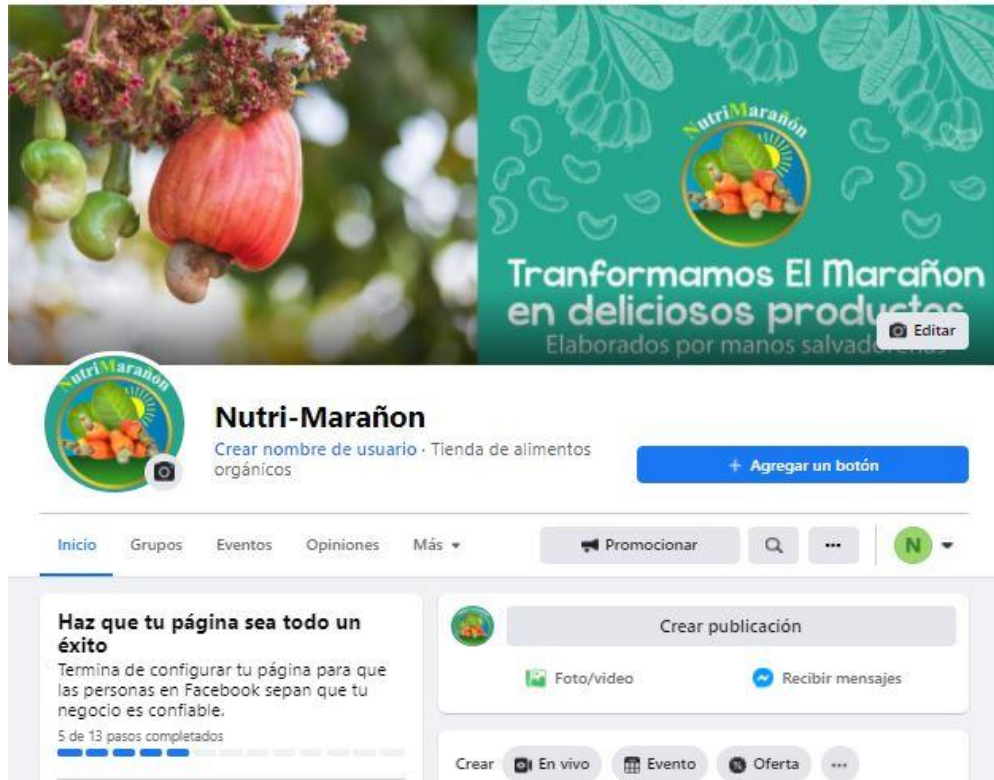 NutriMarañón
Tranformamos El Marañon
en deliciosos productos
Elaborados por manos salvadoreñas
Editar
NutriMarañón
Nutri-Marañon
Crear nombre de usuario · Tienda de alimentos
orgánicos
+ Agregar un botón
Inicio
Grupos
Eventos
Opiniones
Más
Promocionar
N
Haz que tu página sea todo un
éxito
Termina de configurar tu página para que
las personas en Facebook sepan que tu
negocio es confiable.
5 de 13 pasos completados
Crear publicación
Foto/video
Recibir mensajes
Crear
En vivo
Evento
Oferta